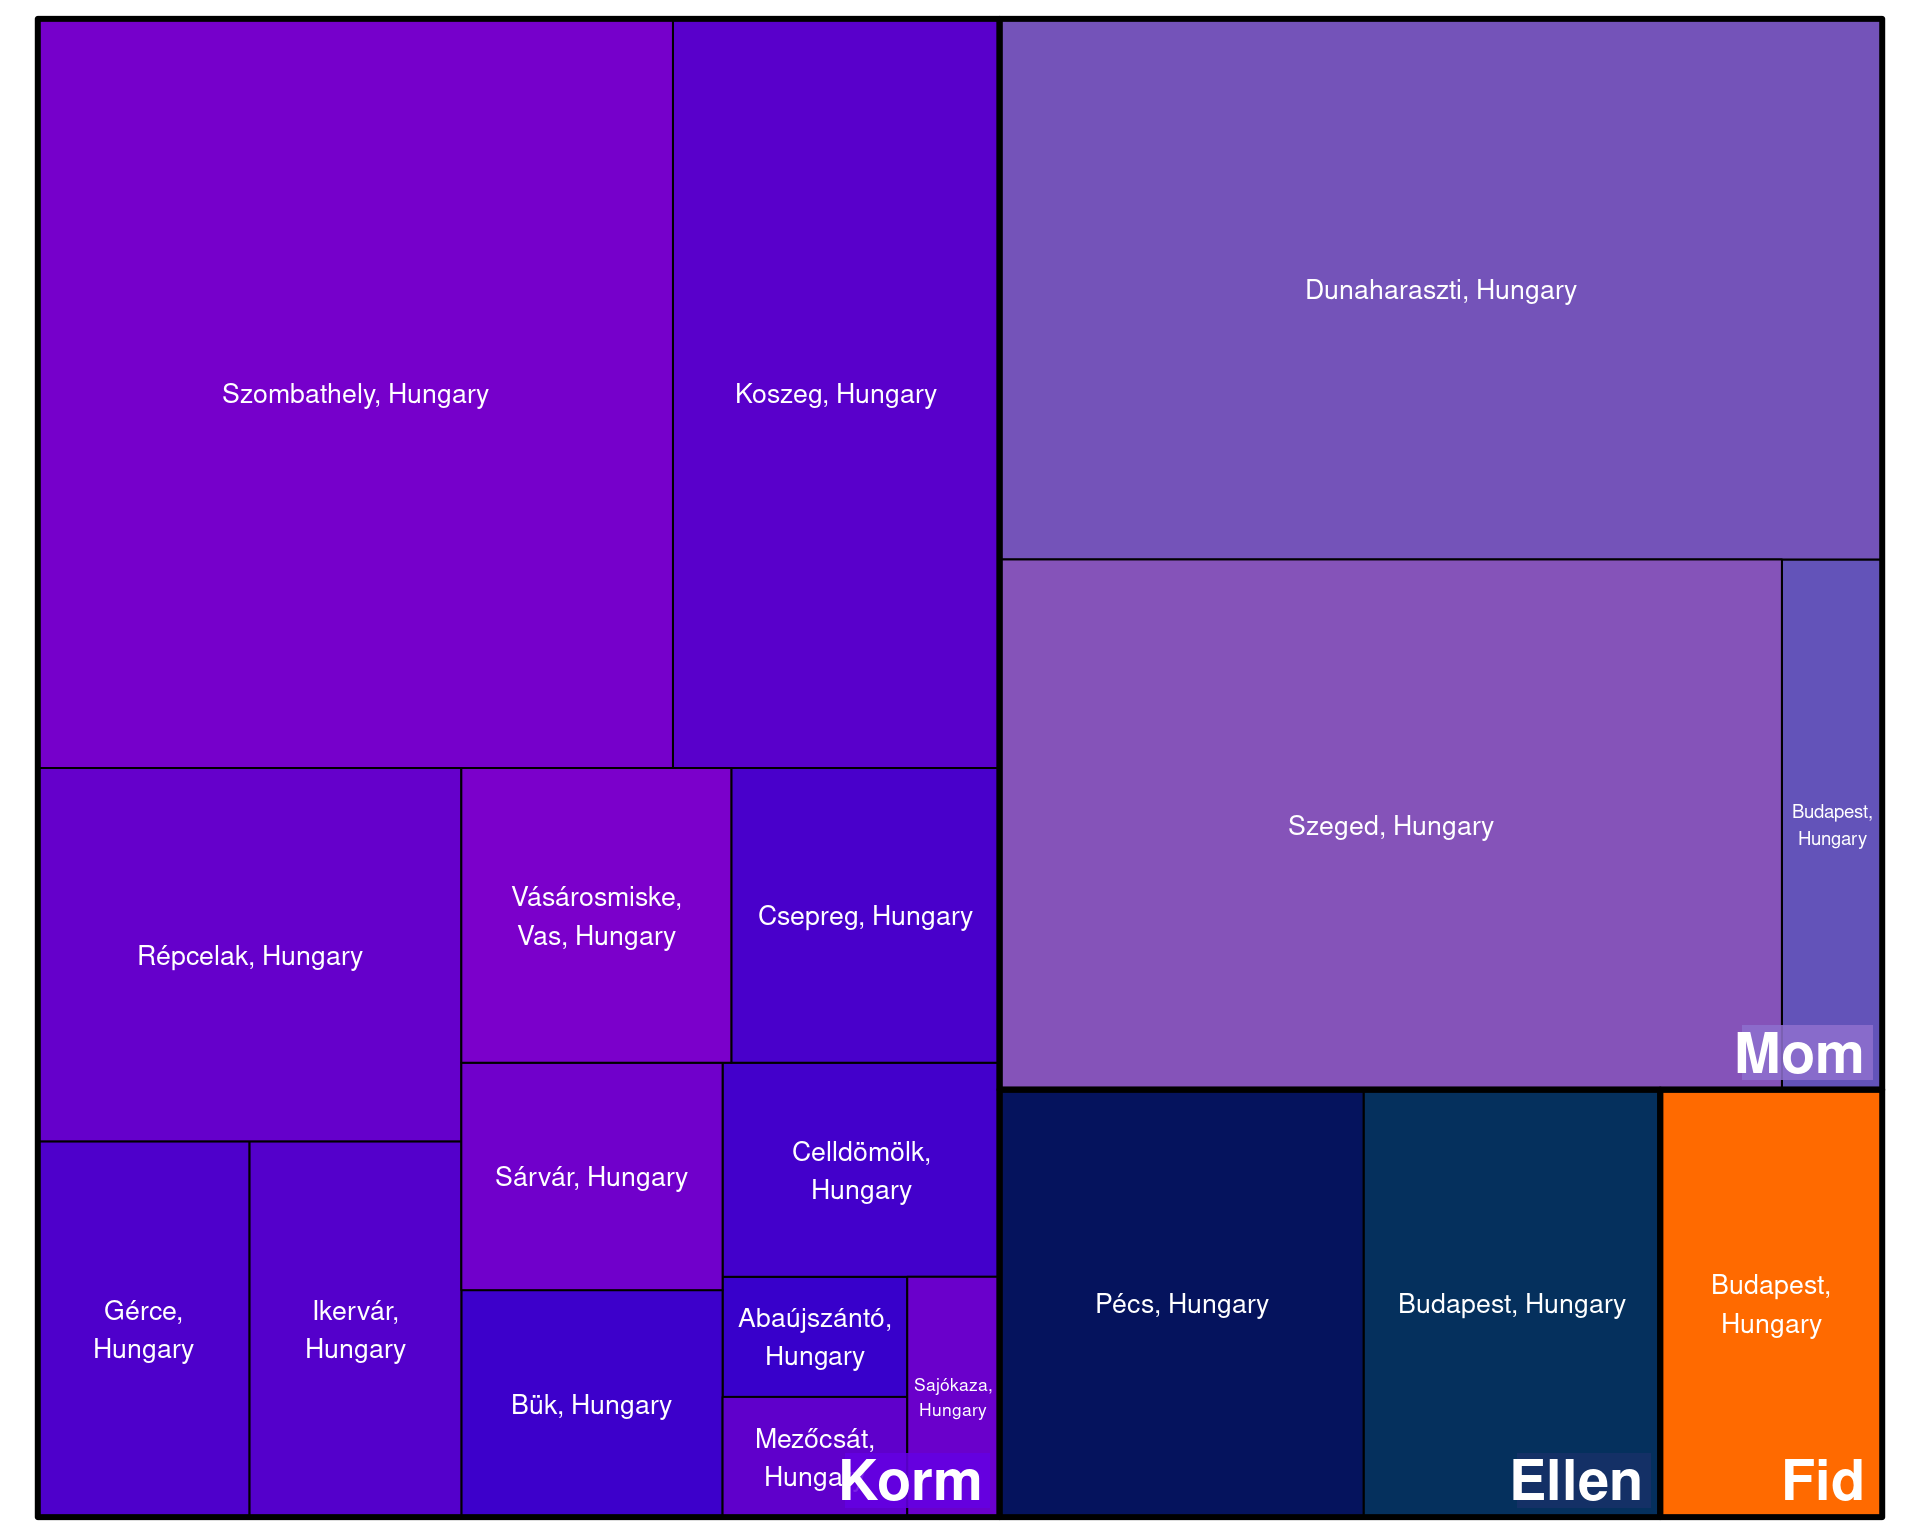 Szombathely, Hungary
Koszeg, Hungary
Dunaharaszti, Hungary
Szeged, Hungary
Budapest,
Hungary
Mom
Répcelak, Hungary
Vásárosmiske,
Vas, Hungary
Csepreg, Hungary
Sárvár, Hungary
Celldömölk,
Hungary
Gérce,
Hungary
Ikervár,
Hungary
Bük, Hungary
Abaújszántó,
Hungary
Mezőcsát,
Sajókaza,
Hungary
Korm
Pécs, Hungary
Budapest, Hungary
Ellen
Budapest,
Hungary
Fid